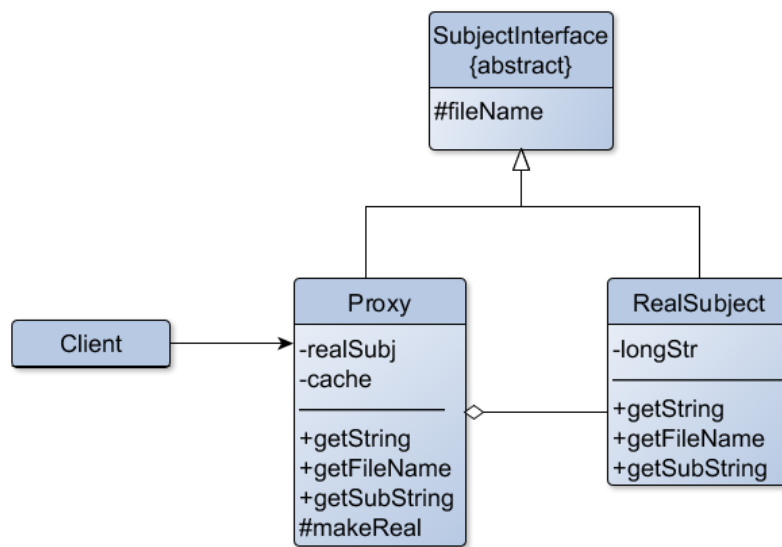 SubjectInterface
{abstract}
#fileName
Client
Proxy
-realSubj
-cache
+getString
+getFileName
+getSubString
#makeReal
RealSubject
-longStr
+getString
+getFileName
+getSubString